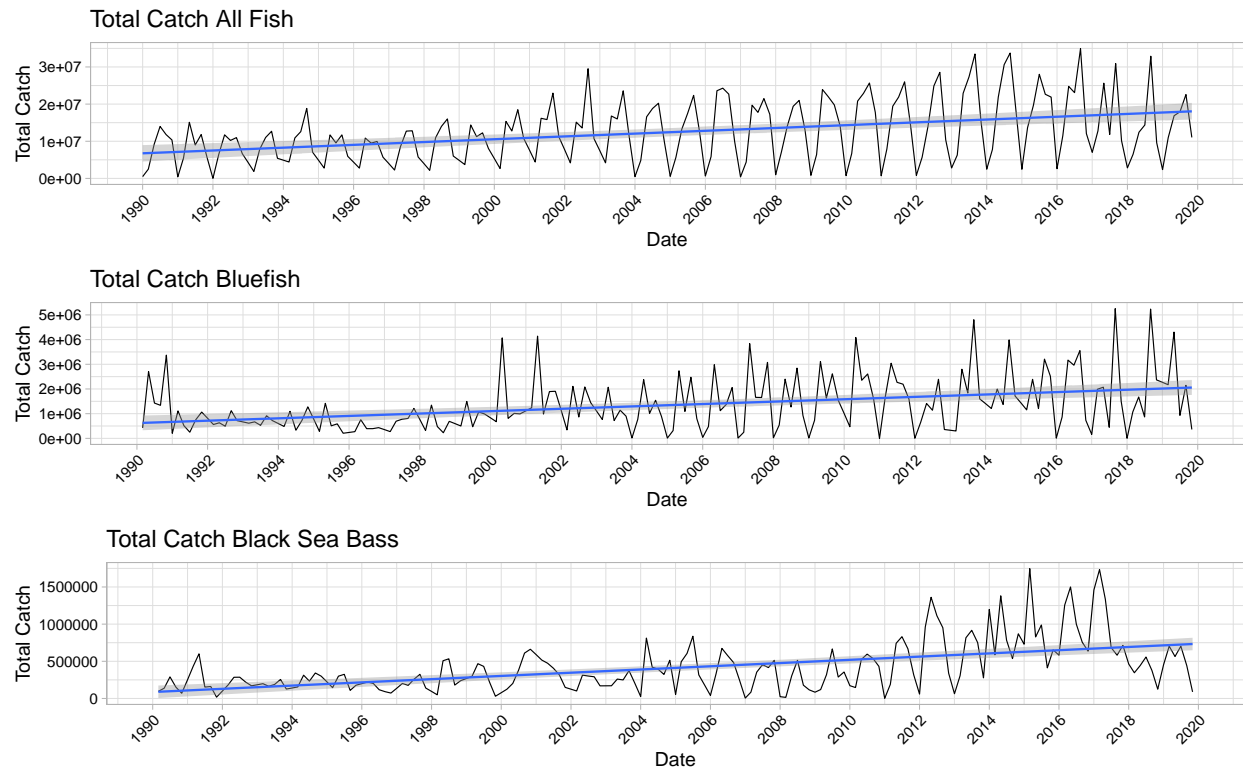 Total Catch All Fish
Total Catch
3e+07
2e+07
1e+07
0e+00
1990 1992 1994 1996 1998 2000 2002 2004 2006 2008 2010 2012 2014 2016 2018 2020
Date
Total Catch Bluefish
Total Catch
5e+06
4e+06
3e+06
2e+06
1e+06
0e+00
1990 1992 1994 1996 1998 2000 2002 2004 2006 2008 2010 2012 2014 2016 2018 2020
Date
Total Catch Black Sea Bass
Total Catch
1500000
1000000
500000
0
1990 1992 1994 1996 1998 2000 2002 2004 2006 2008 2010 2012 2014 2016 2018 2020
Date